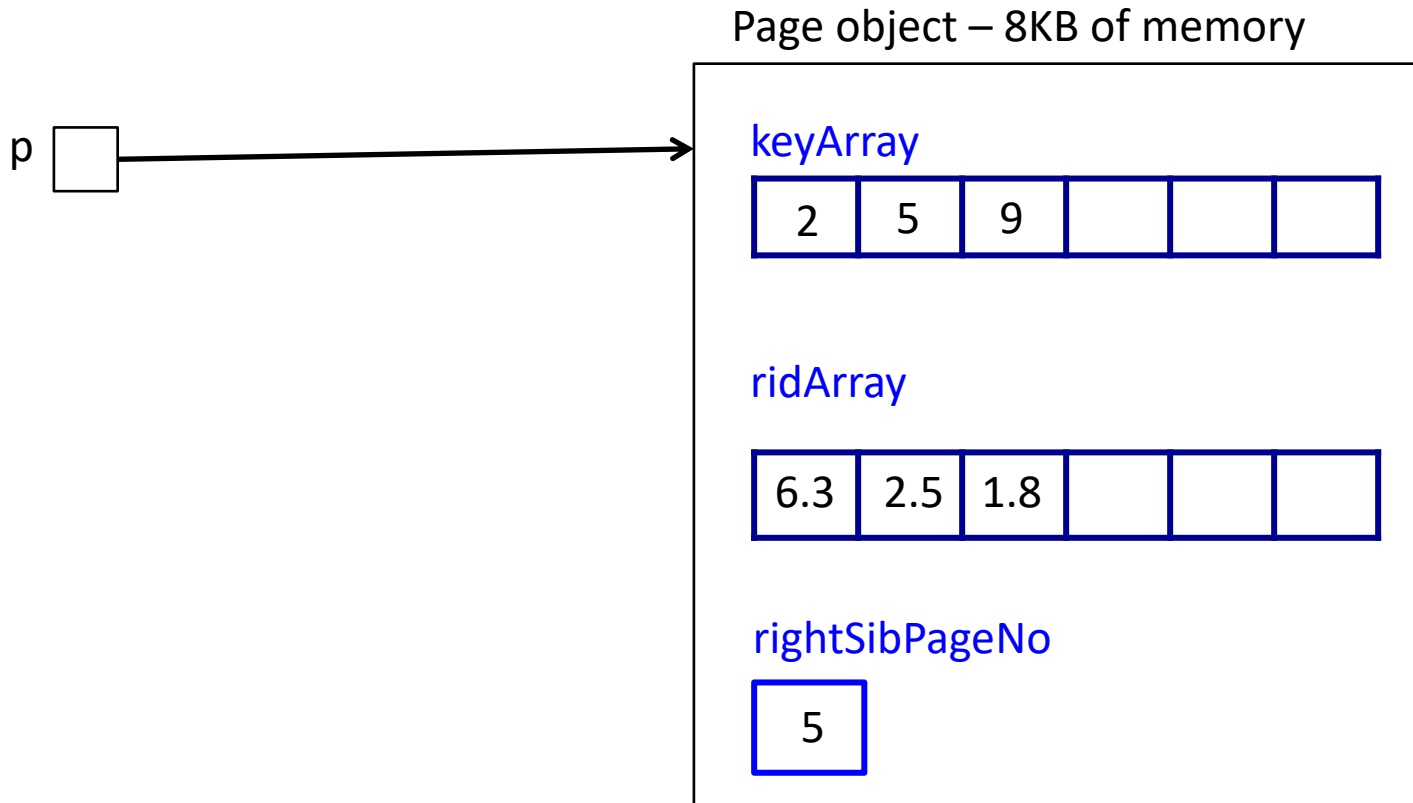 Page object – 8KB of memory
p
keyArray
2 5 9
ridArray
6.3 2.5 1.8
rightSibPageNo
5